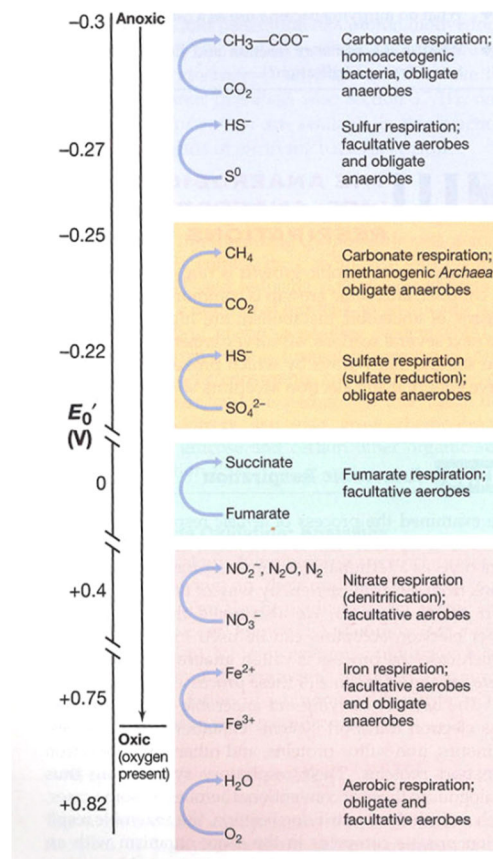 −0.3
Anoxic
CH₃—COO⁻
CO₂
Carbonate respiration;
homoacetogenic
bacteria, obligate
anaerobes
−0.27
HS⁻
S⁰
Sulfur respiration;
facultative aerobes
and obligate
anaerobes
−0.25
CH₄
CO₂
Carbonate respiration;
methanogenic Archaea
obligate anaerobes
−0.22
HS⁻
SO₄²⁻
Sulfate respiration
(sulfate reduction);
obligate anaerobes
E₀′
(V)
0
Succinate
Fumarate
Fumarate respiration;
facultative aerobes
+0.4
NO₂⁻, N₂O, N₂
NO₃⁻
Nitrate respiration
(denitrification);
facultative aerobes
+0.75
Fe²⁺
Fe³⁺
Iron respiration;
facultative aerobes
and obligate
anaerobes
Oxic
(oxygen
present)
+0.82
H₂O
O₂
Aerobic respiration;
obligate and
facultative aerobes